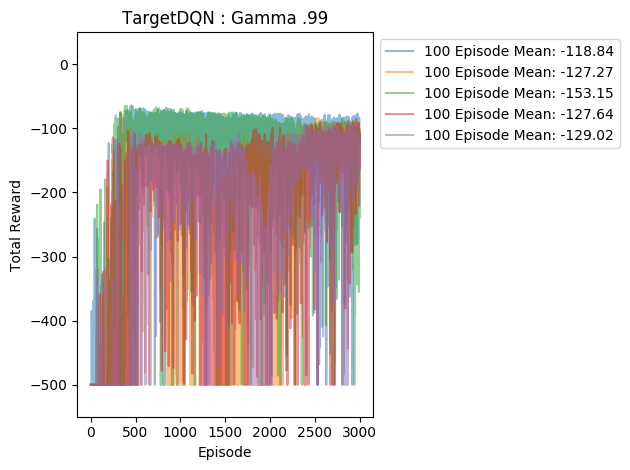 TargetDQN : Gamma .99
100 Episode Mean: -118.84
100 Episode Mean: -127.27
100 Episode Mean: -153.15
100 Episode Mean: -127.64
100 Episode Mean: -129.02
Total Reward
0
−100
−200
−300
−400
−500
0 500 1000 1500 2000 2500 3000
Episode